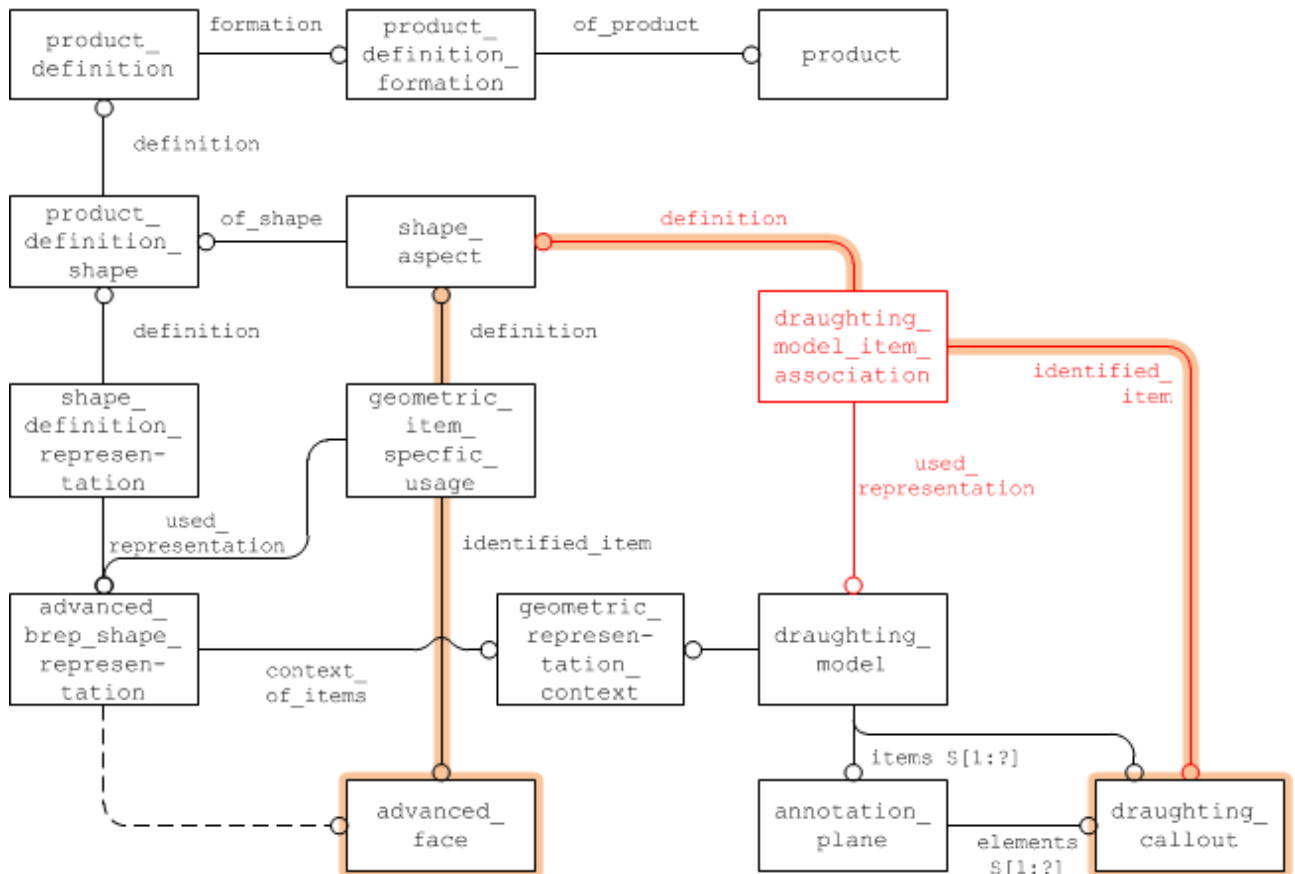 formation
of_product
product_
definition
product_
definition_
formation
product
definition
product_
definition_
shape
of_shape
shape_
aspect
definition
definition
definition
draughting_
model_item_
association
identified_
item
shape_
definition_
represen-
tation
geometric_
item_
specfic_
usage
used_
representation
used_
representation
identified_item
advanced_
brep_shape_
represen-
tation
context_
of_items
geometric_
represen-
tation_
context
draughting_
model
items S[1:?]
advanced_
face
annotation_
plane
elements
S[1:?]
draughting_
callout